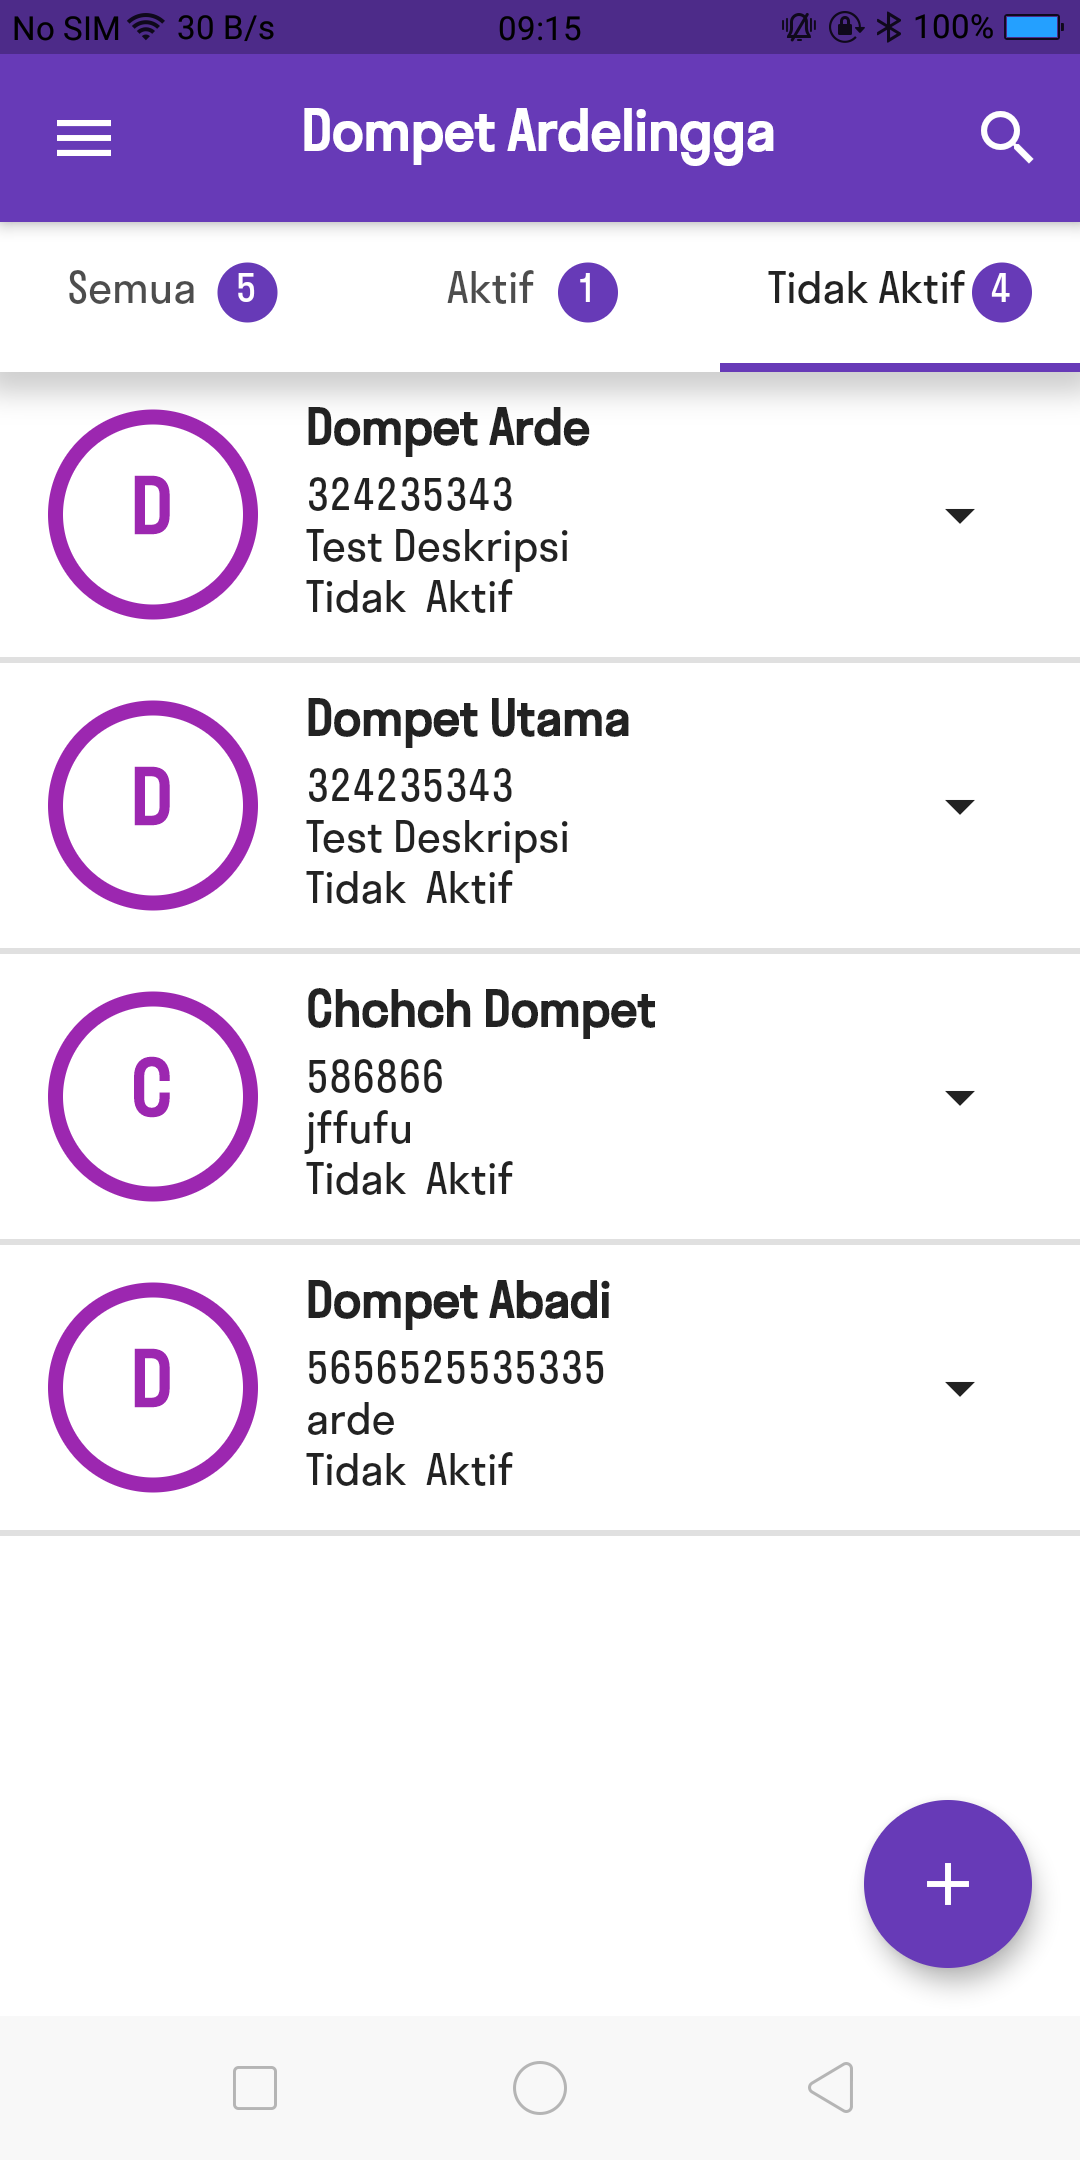 No SIM 30 B/s 09:15 100%
Dompet Ardelingga
Semua 5 Aktif 1 Tidak Aktif 4
D
Dompet Arde
324235343
Test Deskripsi
Tidak Aktif
D
Dompet Utama
324235343
Test Deskripsi
Tidak Aktif
C
Chchch Dompet
586866
jffufu
Tidak Aktif
D
Dompet Abadi
5656525535335
arde
Tidak Aktif
+